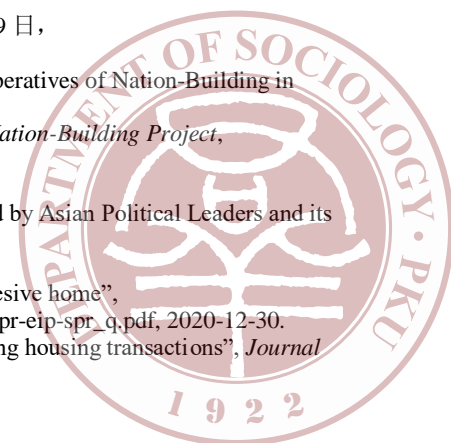 9 日，
peratives of Nation-Building in
Nation-Building Project,
d by Asian Political Leaders and its
esive home”,
pr-eip-spr_q.pdf, 2020-12-30.
ng housing transactions”, Journal
DEPARTMENT OF SOCIOLOGY · PKU
1922